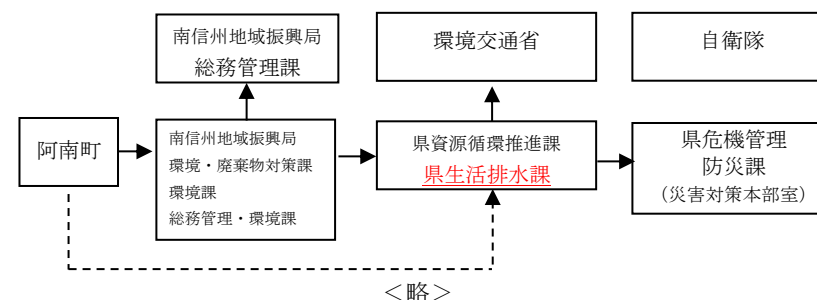 南信州地域振興局
総務管理課
環境交通省
自衛隊
阿南町
南信州地域振興局
環境・廃棄物対策課
環境課
総務管理・環境課
県資源循環推進課
県生活排水課
県危機管理
防災課
（災害対策本部室）
＜略＞